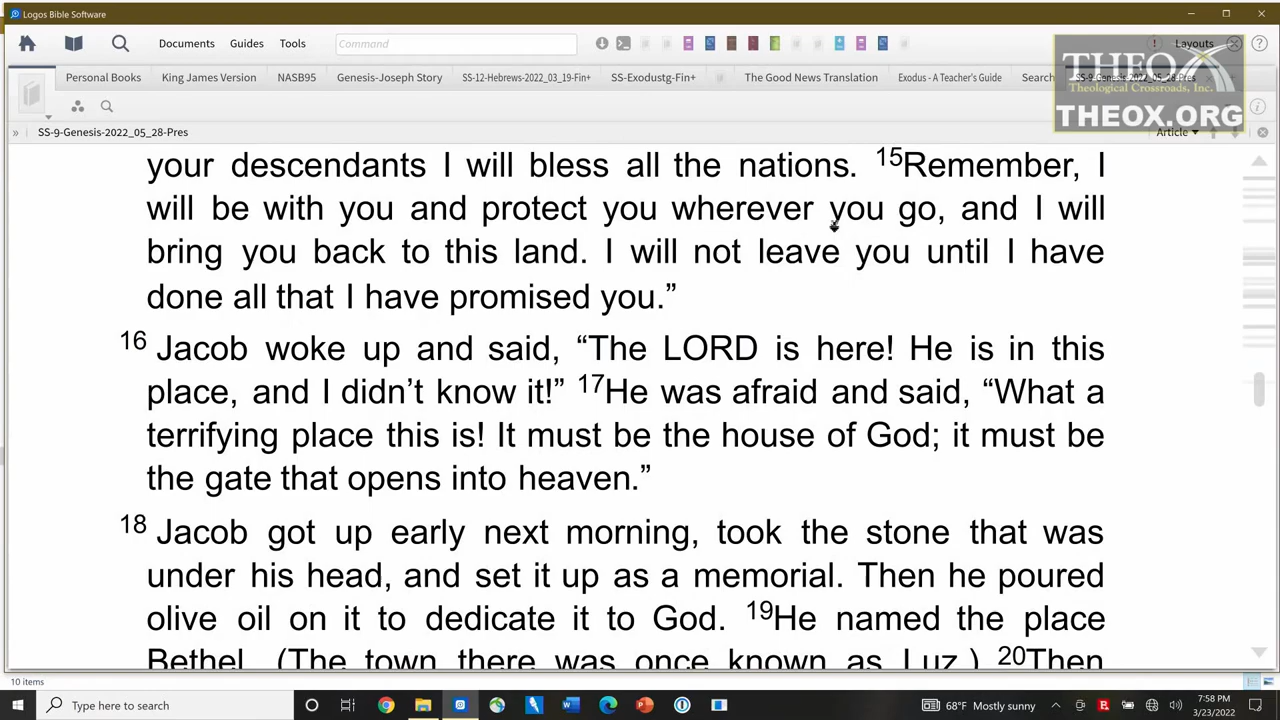 Logos Bible Software
Documents Guides Tools Command Layouts
THEOX
Theological Crossroads, Inc.
THEOX.ORG
Personal Books King James Version NASB95 Genesis-Joseph Story SS-12-Hebrews-2022_03_19-Fin+ SS-Exodustg-Fin+ The Good News Translation Exodus - A Teacher's Guide Search SS-9-Genesis-2022_05_28-Pres
» SS-9-Genesis-2022_05_28-Pres Article
your descendants I will bless all the nations. 15Remember, I
will be with you and protect you wherever you go, and I will
bring you back to this land. I will not leave you until I have
done all that I have promised you.”
16 Jacob woke up and said, “The LORD is here! He is in this
place, and I didn’t know it!” 17He was afraid and said, “What a
terrifying place this is! It must be the house of God; it must be
the gate that opens into heaven.”
18 Jacob got up early next morning, took the stone that was
under his head, and set it up as a memorial. Then he poured
olive oil on it to dedicate it to God. 19He named the place
Bethel. (The town there was once known as Luz.) 20Then
10 items
Type here to search
68°F Mostly sunny
7:58 PM
3/23/2022